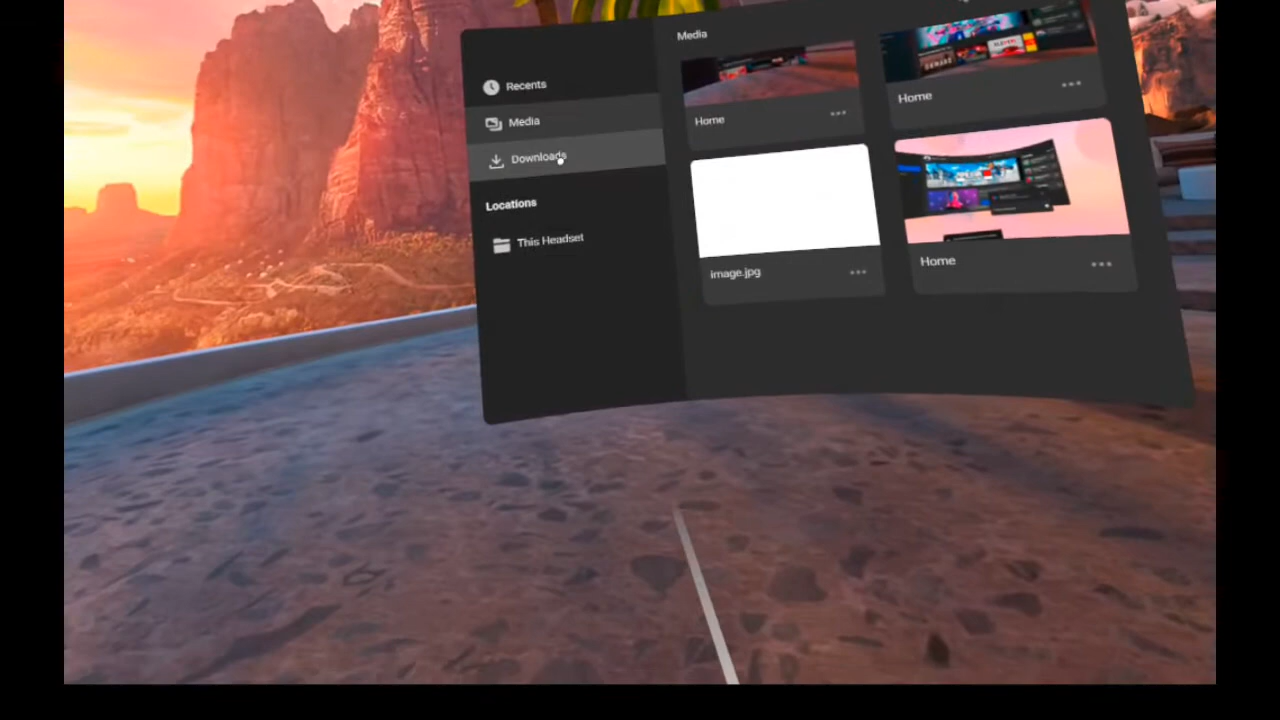 Media
Recents
Media
Downloads
Locations
This Headset
Home
Home
image.jpg
Home